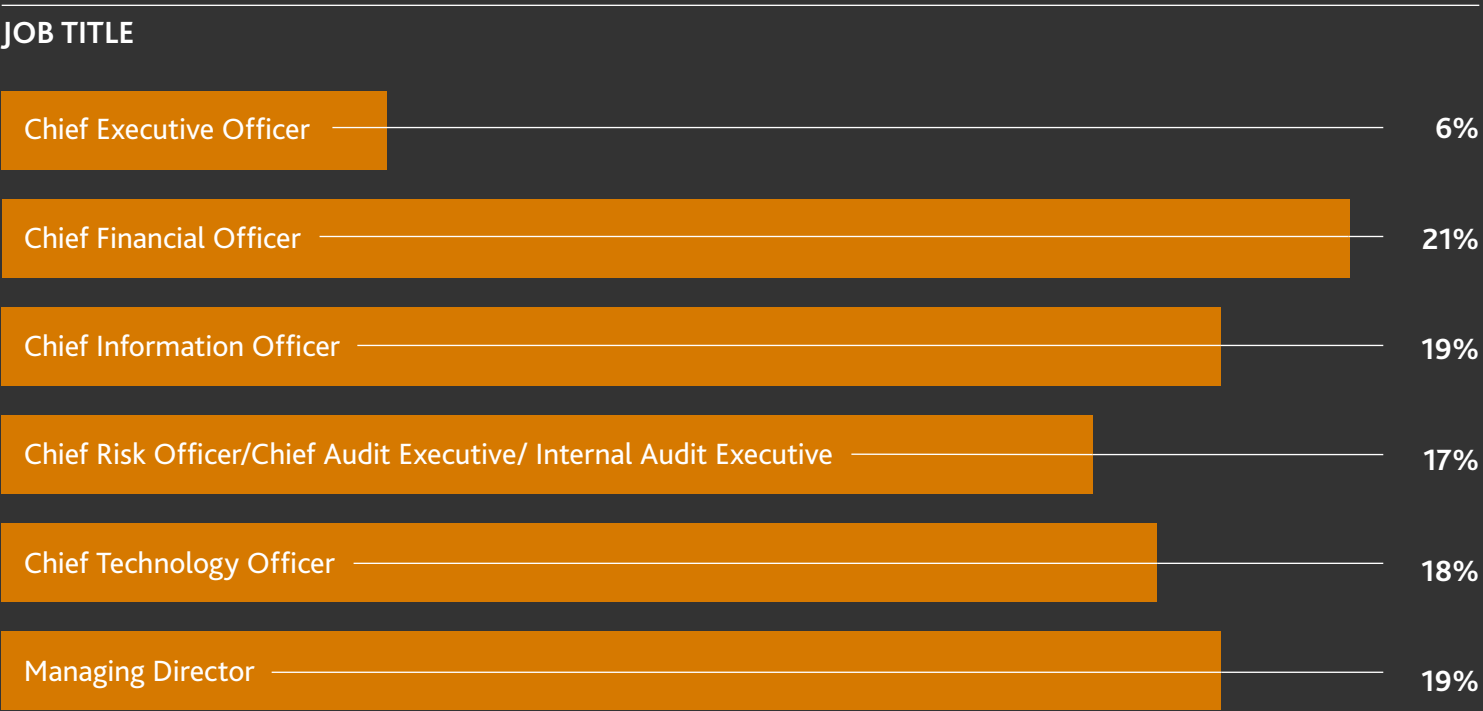 JOB TITLE
Chief Executive Officer 6%
Chief Financial Officer 21%
Chief Information Officer 19%
Chief Risk Officer/Chief Audit Executive/ Internal Audit Executive 17%
Chief Technology Officer 18%
Managing Director 19%